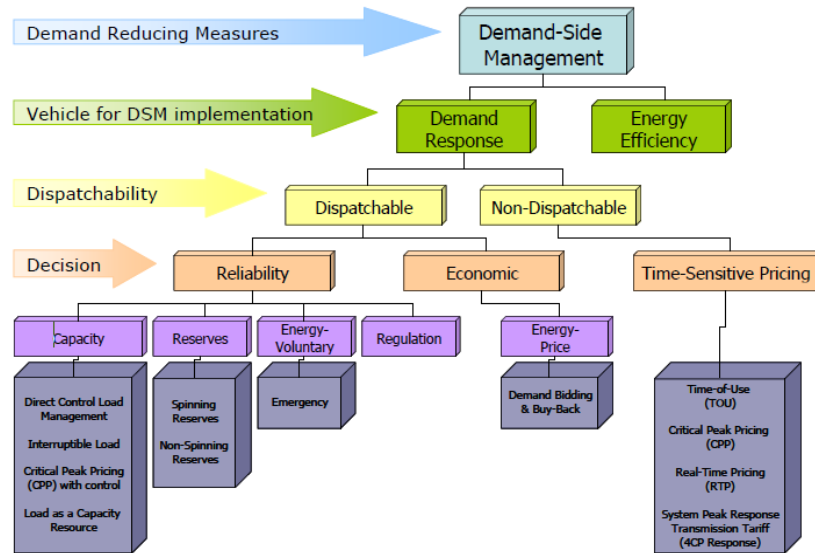 Demand Reducing Measures
Demand-Side
Management
Vehicle for DSM implementation
Demand
Response
Energy
Efficiency
Dispatchability
Dispatchable
Non-Dispatchable
Decision
Reliability
Economic
Time-Sensitive Pricing
Capacity
Reserves
Energy-
Voluntary
Regulation
Energy-
Price
Direct Control Load
Management
Interruptible Load
Critical Peak Pricing
(CPP) with control
Load as a Capacity
Resource
Spinning
Reserves
Non-Spinning
Reserves
Emergency
Demand Bidding
& Buy-Back
Time-of-Use
(TOU)
Critical Peak Pricing
(CPP)
Real-Time Pricing
(RTP)
System Peak Response
Transmission Tariff
(4CP Response)